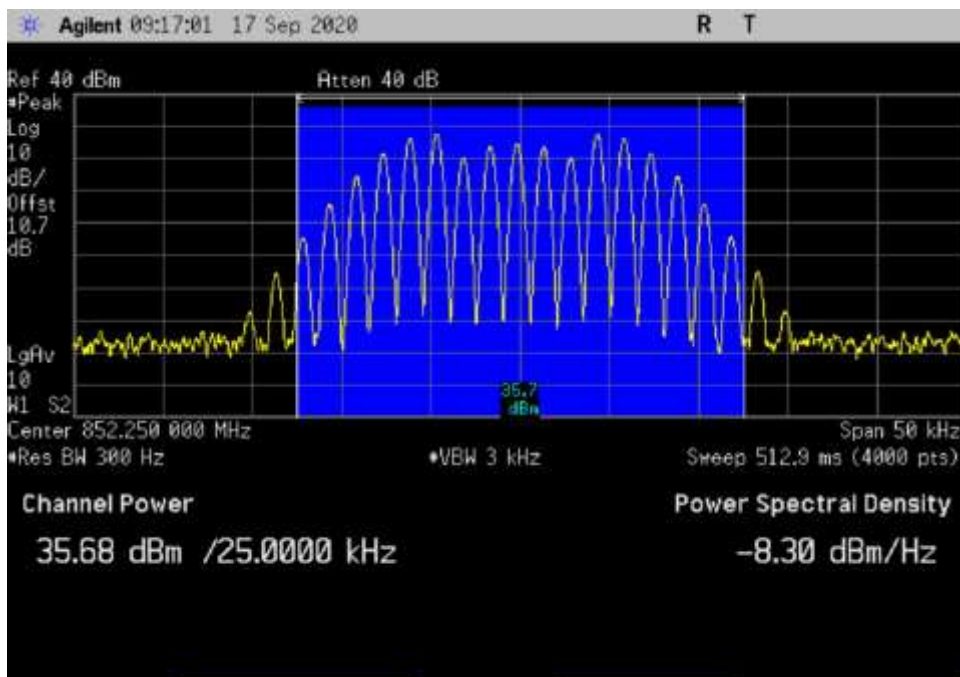 Agilent 09:17:01 17 Sep 2020 R T
Ref 40 dBm Atten 40 dB
#Peak
Log
10
dB/
Offst
10.7
dB
LgAv
10
W1 S2
35.7
dBm
Center 852.250 000 MHz Span 50 kHz
#Res BW 300 Hz #VBW 3 kHz Sweep 512.9 ms (4000 pts)
Channel Power Power Spectral Density
35.68 dBm /25.0000 kHz -8.30 dBm/Hz